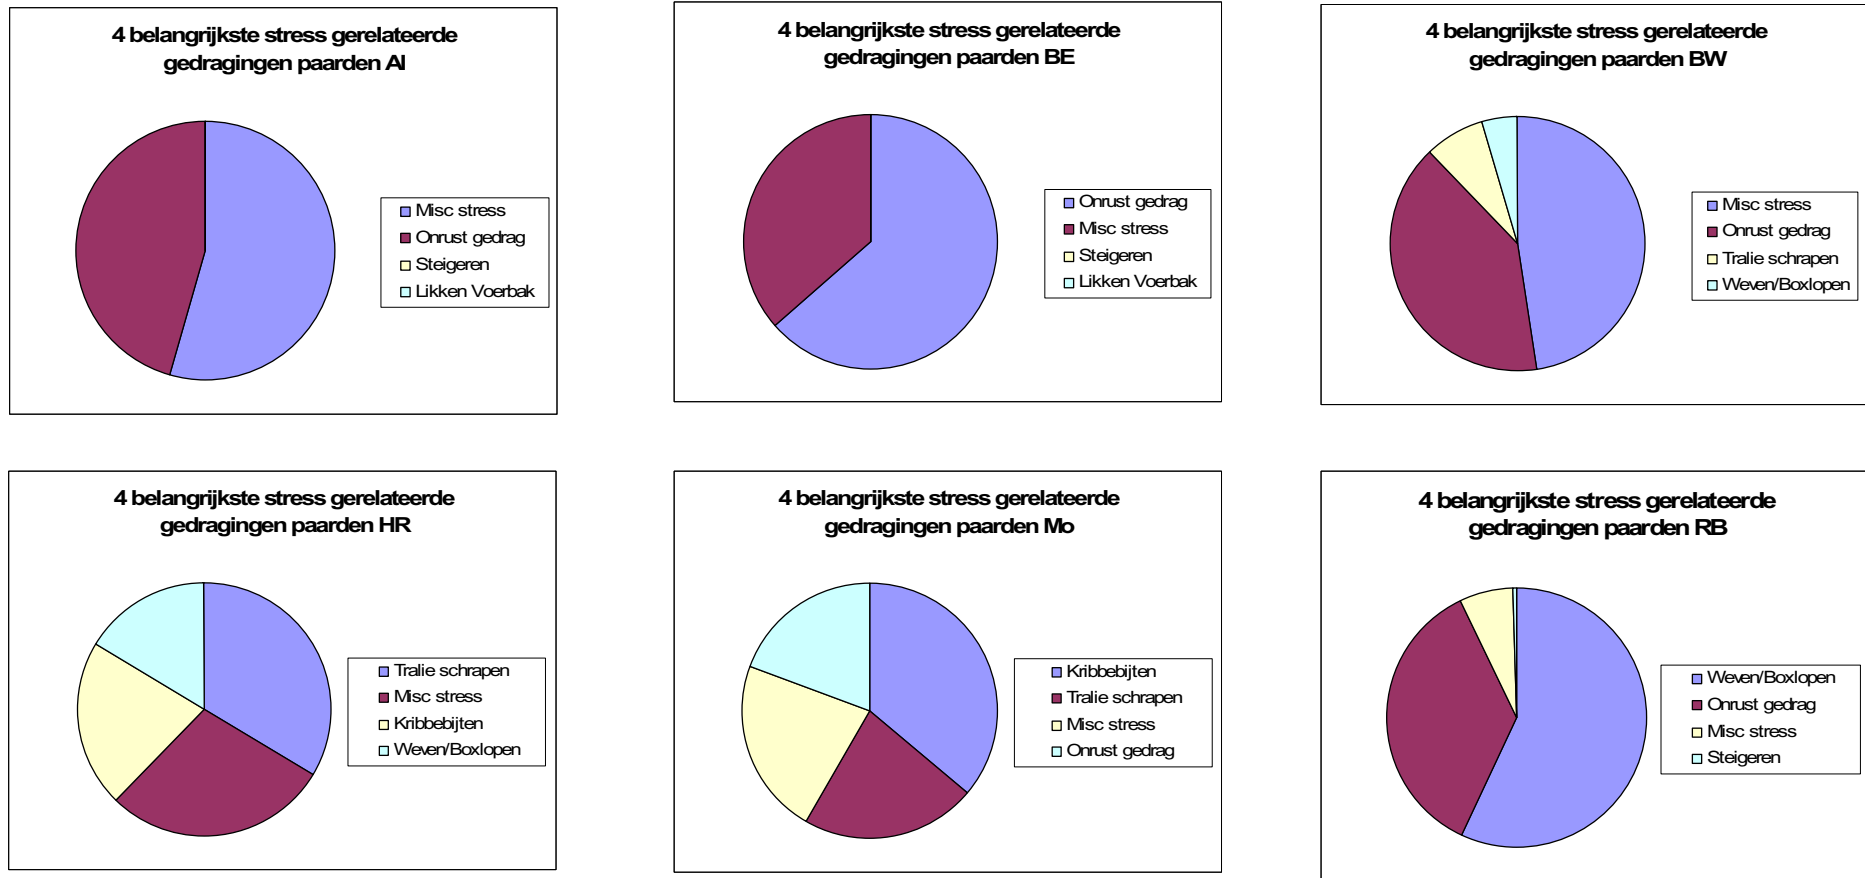 4 belangrijkste stress gerelateerde
gedragingen paarden Al
Misc stress
Onrust gedrag
Steigeren
Likken Voerbak
4 belangrijkste stress gerelateerde
gedragingen paarden BE
Onrust gedrag
Misc stress
Steigeren
Likken Voerbak
4 belangrijkste stress gerelateerde
gedragingen paarden BW
Misc stress
Onrust gedrag
Tralie schrapen
Weven/Boxlopen
4 belangrijkste stress gerelateerde
gedragingen paarden HR
Tralie schrapen
Misc stress
Kribbebijten
Weven/Boxlopen
4 belangrijkste stress gerelateerde
gedragingen paarden Mo
Kribbebijten
Tralie schrapen
Misc stress
Onrust gedrag
4 belangrijkste stress gerelateerde
gedragingen paarden RB
Weven/Boxlopen
Onrust gedrag
Misc stress
Steigeren